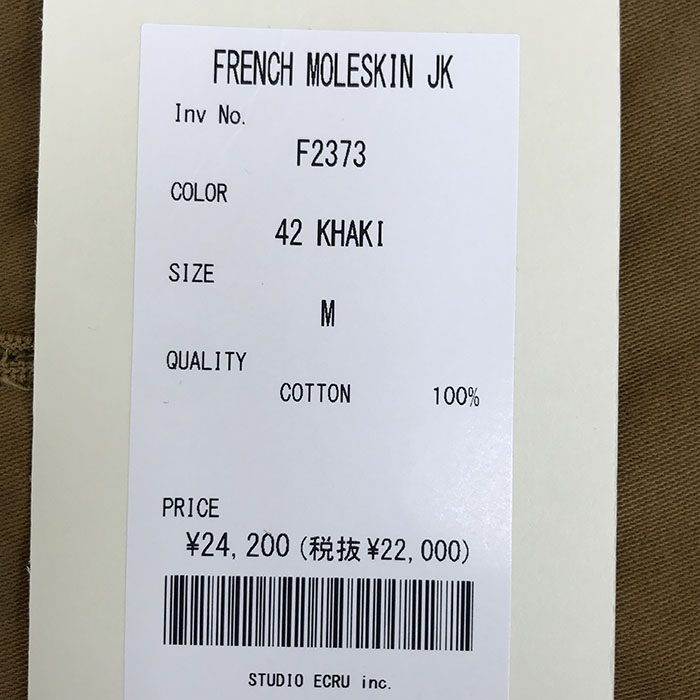 FRENCH MOLESKIN JK
Inv No.
F2373
COLOR
42 KHAKI
SIZE
M
QUALITY
COTTON 100%
PRICE
¥24,200 (税抜¥22,000)
STUDIO ECRU inc.